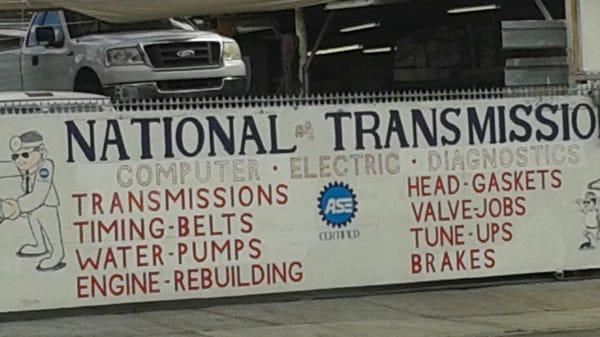 NATIONAL TRANSMISSION
COMPUTER · ELECTRIC · DIAGNOSTICS
TRANSMISSIONS
TIMING-BELTS
WATER-PUMPS
ENGINE-REBUILDING
ASE
CERTIFIED
HEAD-GASKETS
VALVE-JOBS
TUNE-UPS
BRAKES